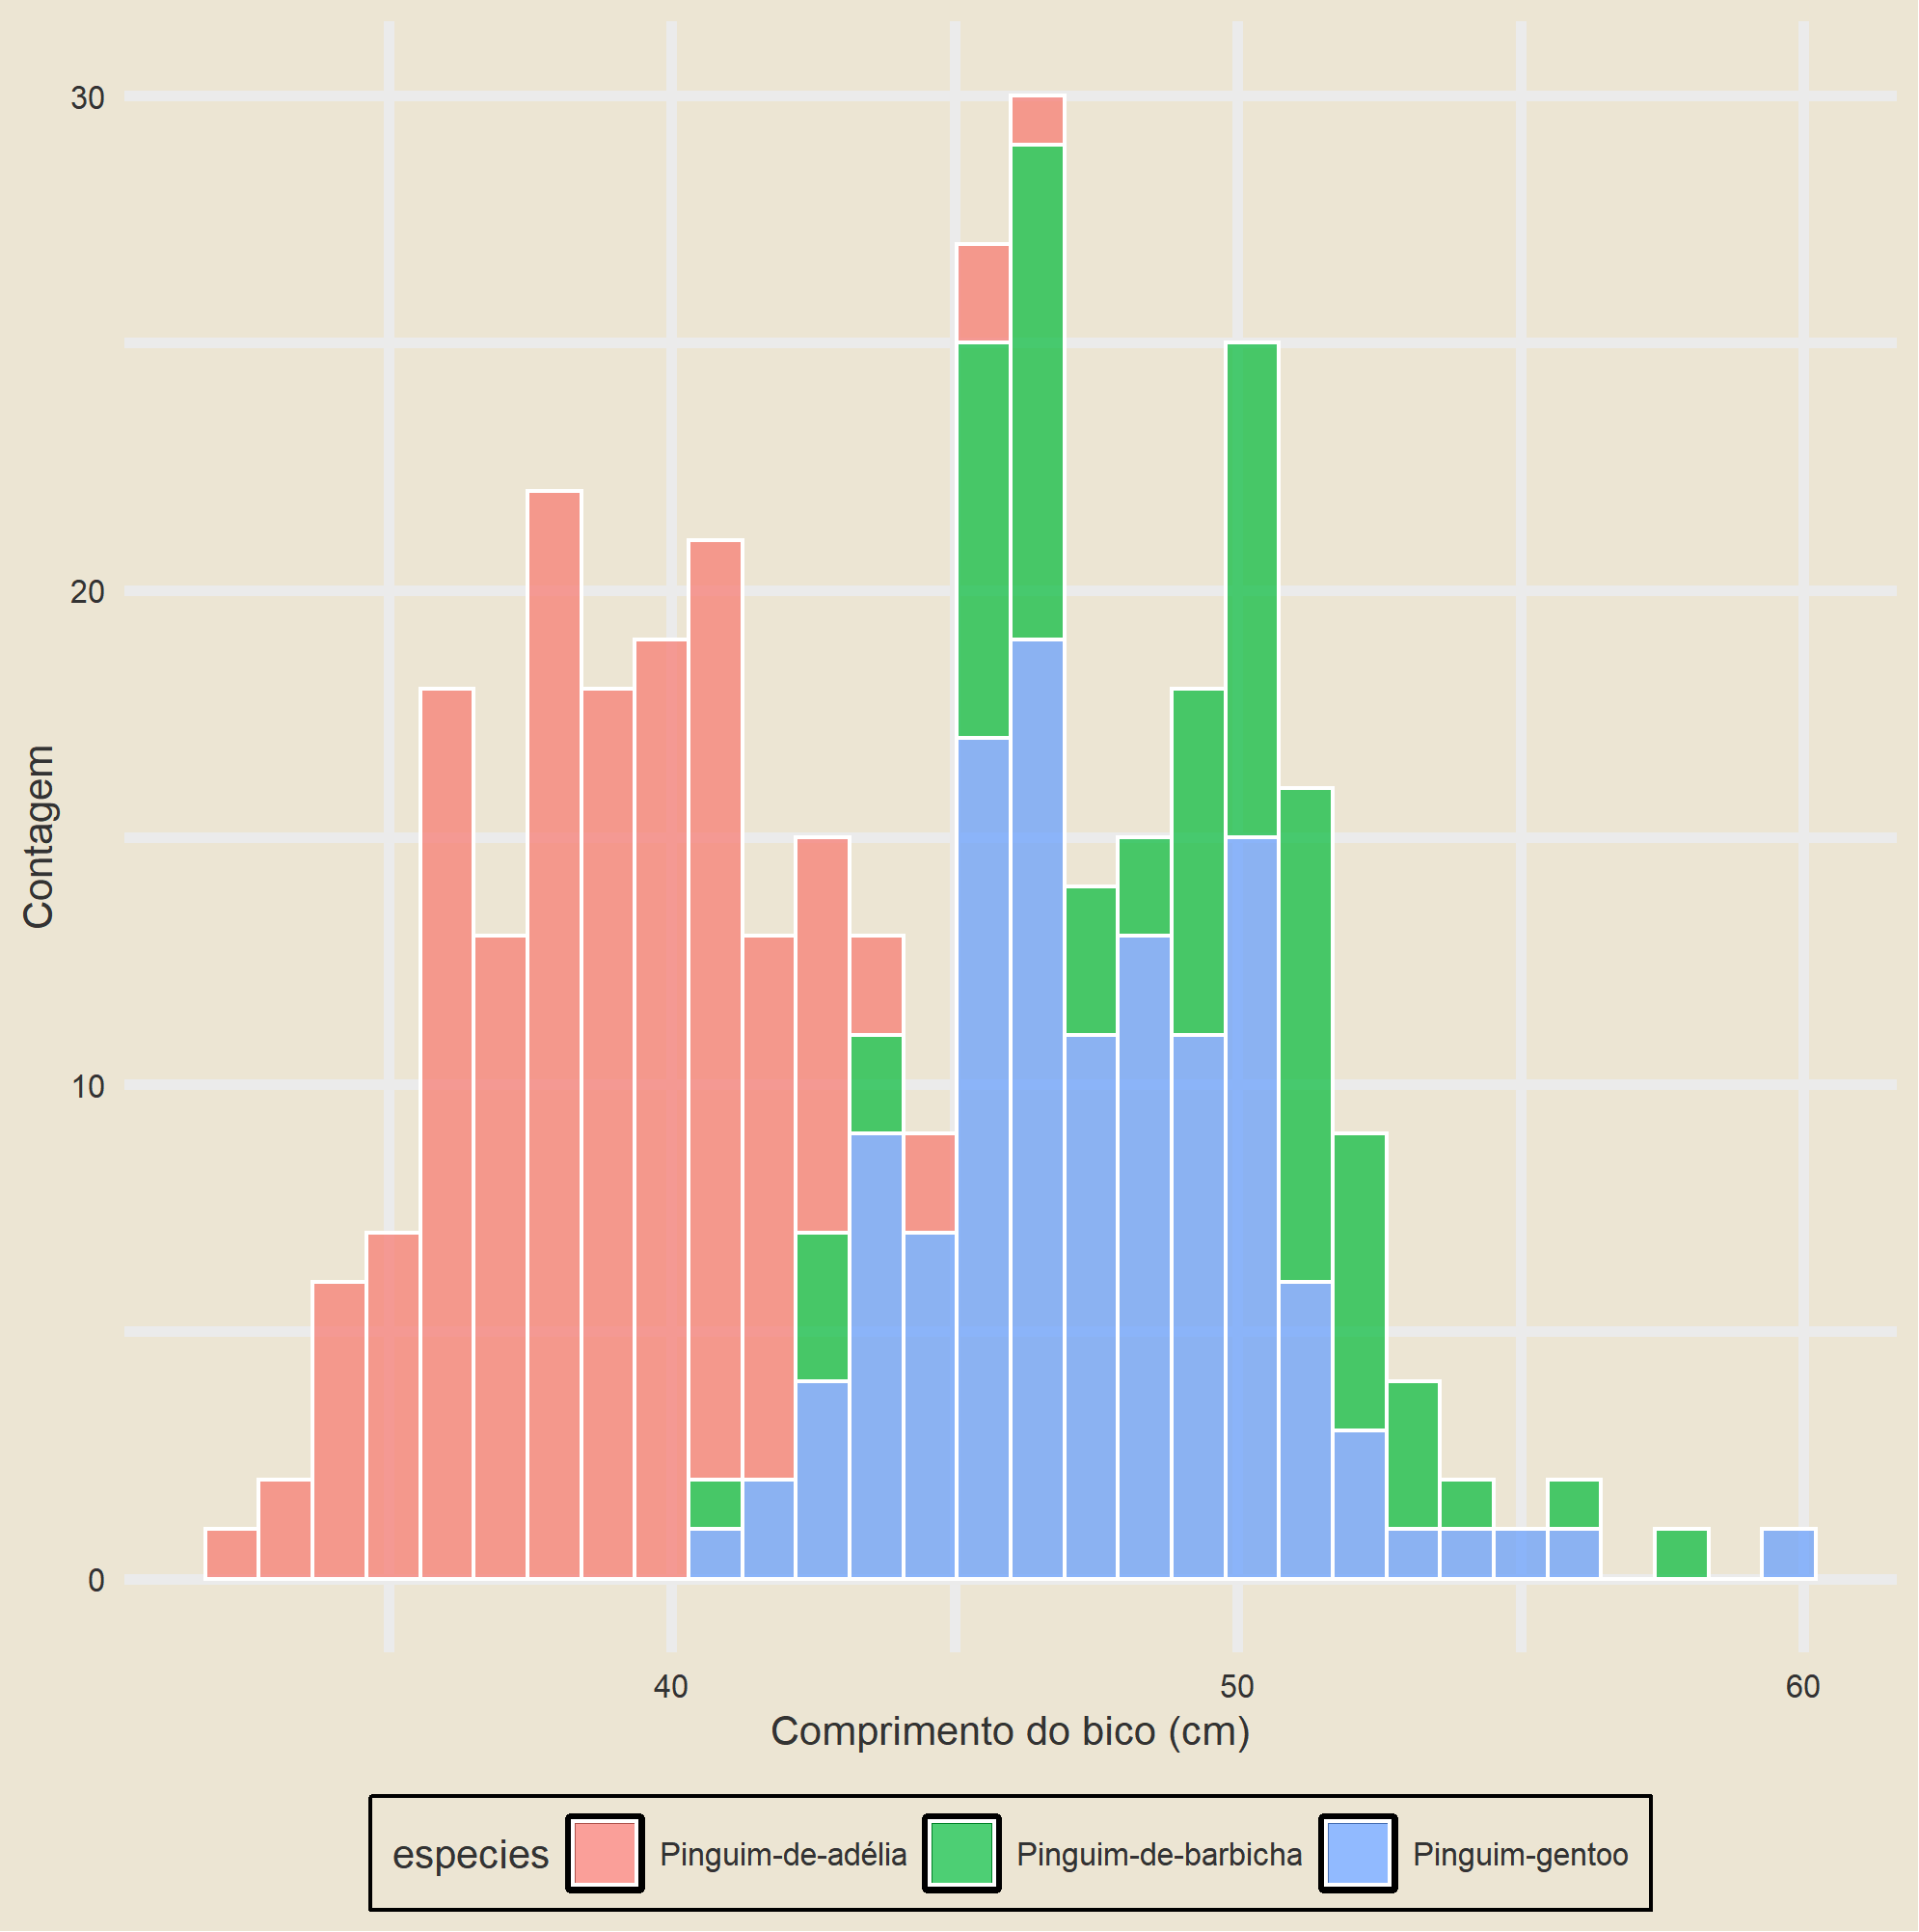 30
20
10
0
Contagem
40 50 60
Comprimento do bico (cm)
especies Pinguim-de-adélia Pinguim-de-barbicha Pinguim-gentoo